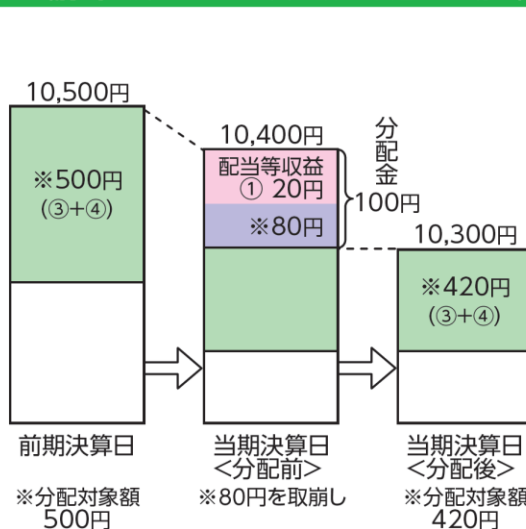 10,500円
※500円
(③+④)
前期決算日
※分配対象額
500円
10,400円
配当等収益
① 20円
※80円
分配金
100円
当期決算日
<分配前>
※80円を取崩し
10,300円
※420円
(③+④)
当期決算日
<分配後>
※分配対象額
420円